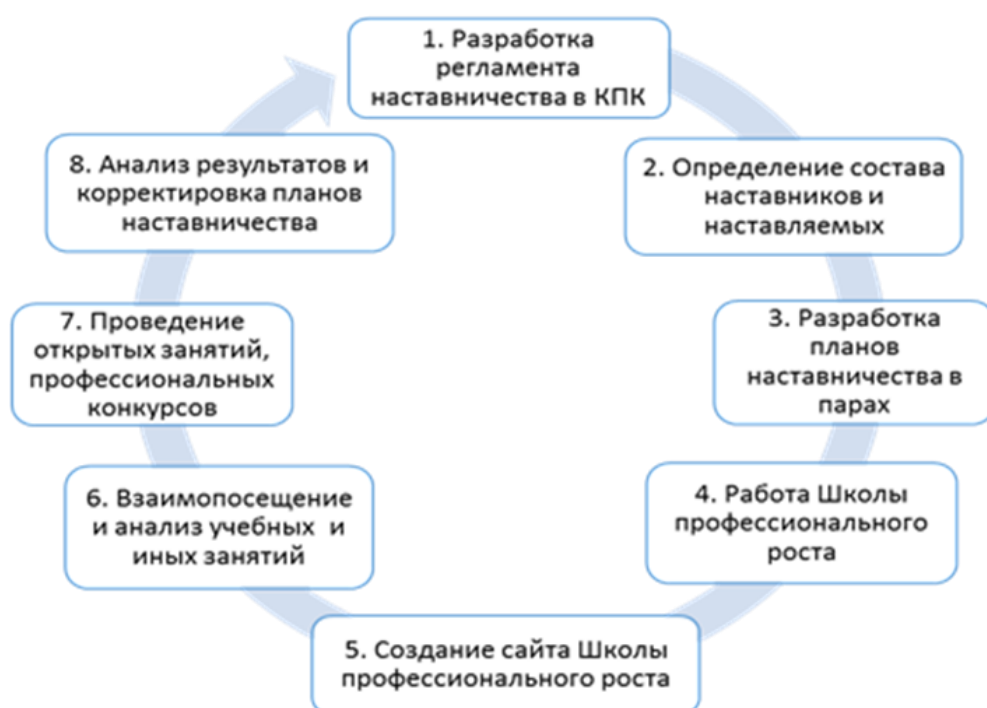 1. Разработка
регламента
наставничества в КПК
2. Определение состава
наставников и
наставляемых
3. Разработка
планов
наставничества в
парах
4. Работа Школы
профессионального
роста
5. Создание сайта Школы
профессионального роста
6. Взаимопосещение
и анализ учебных и
иных занятий
7. Проведение
открытых занятий,
профессиональных
конкурсов
8. Анализ результатов и
корректировка планов
наставничества